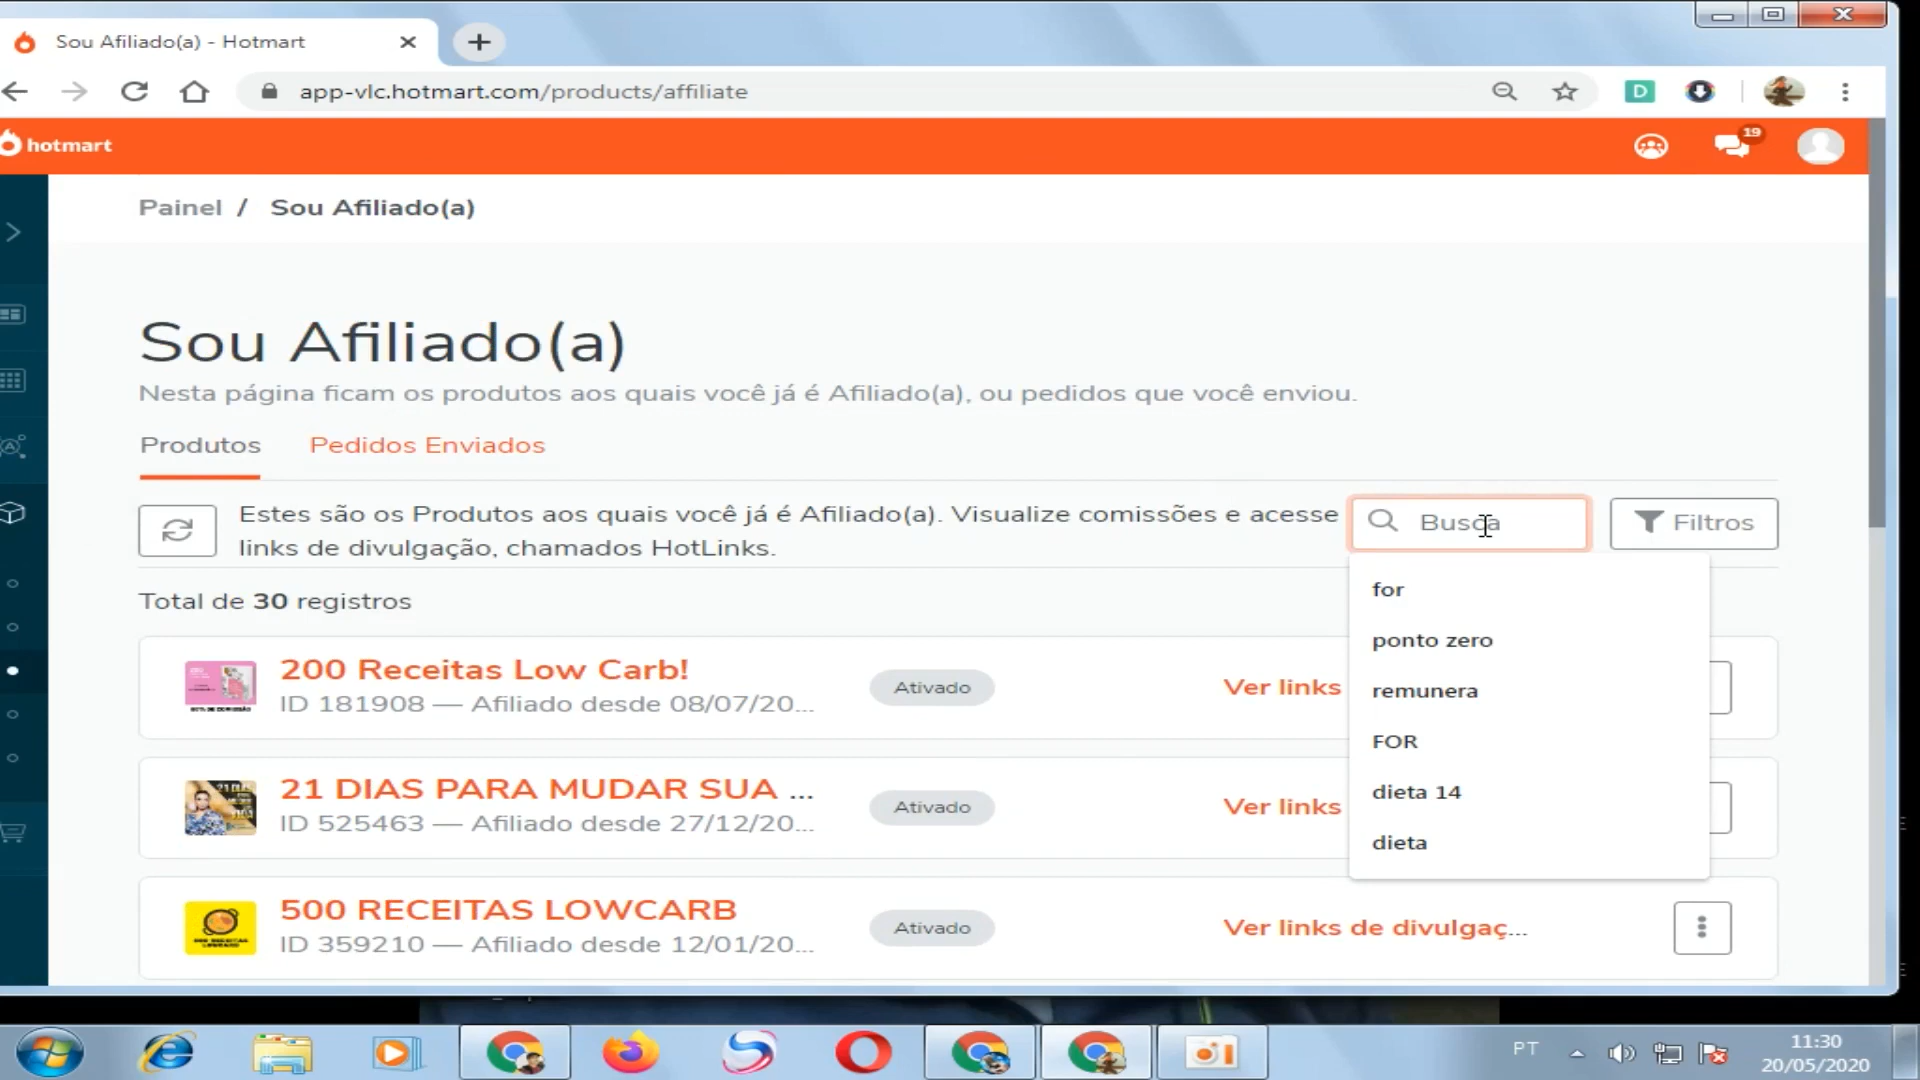 Sou Afiliado(a) - Hotmart
app-vlc.hotmart.com/products/affiliate
D
hotmart
19
Painel / Sou Afiliado(a)
Sou Afiliado(a)
Nesta página ficam os produtos aos quais você já é Afiliado(a), ou pedidos que você enviou.
Produtos Pedidos Enviados
Estes são os Produtos aos quais você já é Afiliado(a). Visualize comissões e acesse
links de divulgação, chamados HotLinks.
Busca
Filtros
for
ponto zero
remunera
FOR
dieta 14
dieta
Total de 30 registros
200 Receitas Low Carb!
ID 181908 — Afiliado desde 08/07/20...
Ativado
Ver links
21 DIAS PARA MUDAR SUA ...
ID 525463 — Afiliado desde 27/12/20...
Ativado
Ver links
500 RECEITAS LOWCARB
ID 359210 — Afiliado desde 12/01/20...
Ativado
Ver links de divulgaç...
PT
11:30
20/05/2020